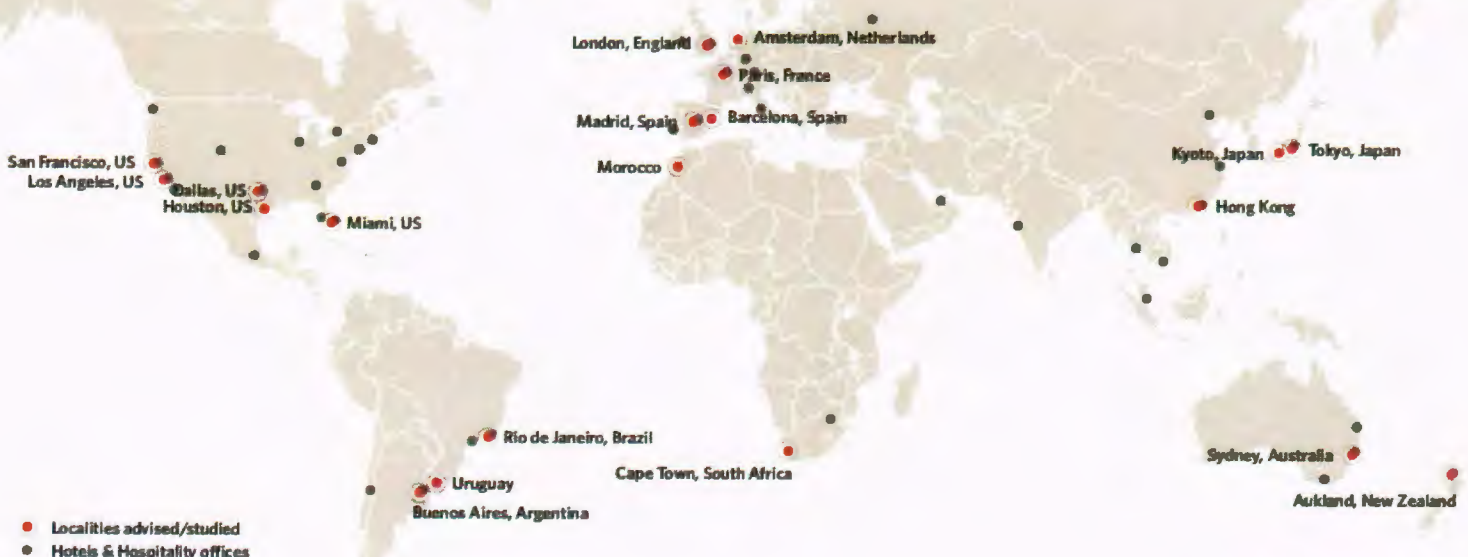 London, England
Amsterdam, Netherlands
Paris, France
Madrid, Spain
Barcelona, Spain
San Francisco, US
Los Angeles, US
Dallas, US
Houston, US
Miami, US
Morocco
Kyoto, Japan
Tokyo, Japan
Hong Kong
Rio de Janeiro, Brazil
Cape Town, South Africa
Uruguay
Buenos Aires, Argentina
Sydney, Australia
Aukland, New Zealand
Localities advised/studied
Hotels & Hospitality offices